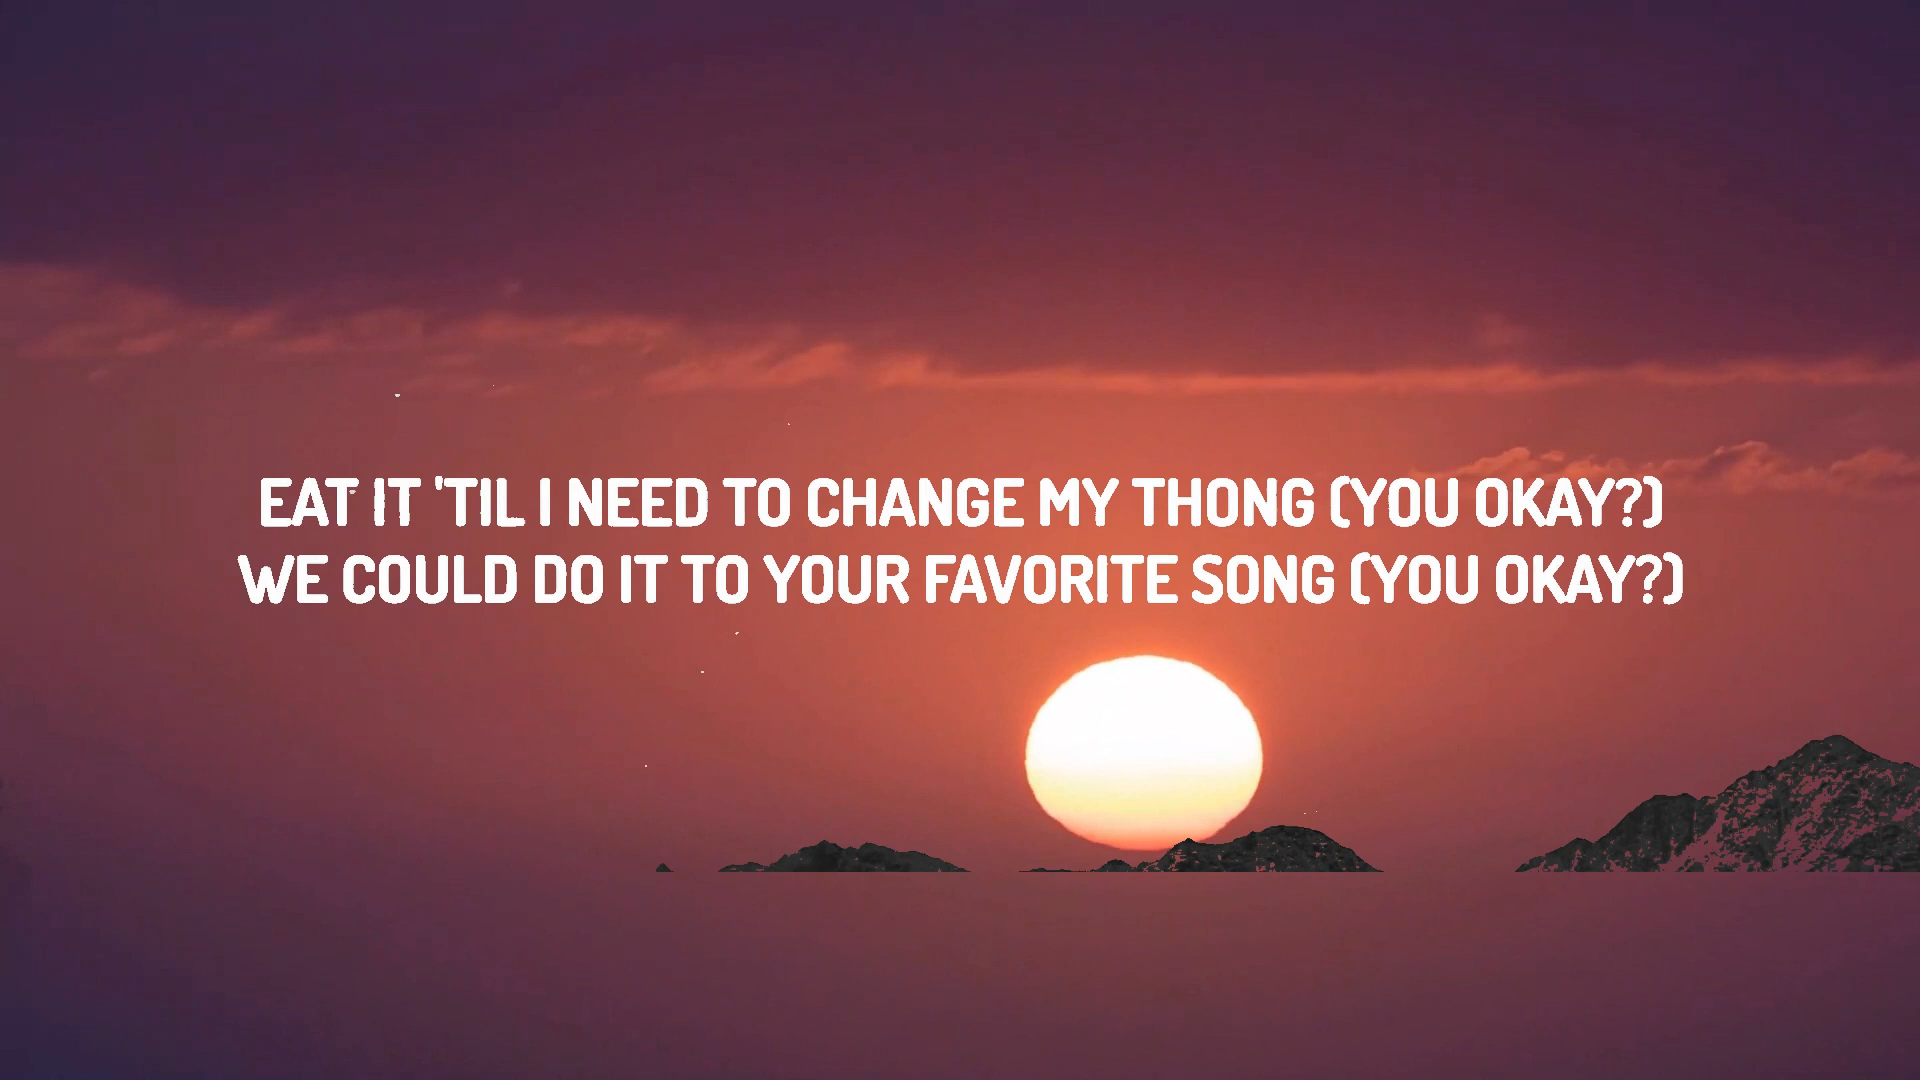 EAT IT 'TIL I NEED TO CHANGE MY THONG (YOU OKAY?)
WE COULD DO IT TO YOUR FAVORITE SONG (YOU OKAY?)